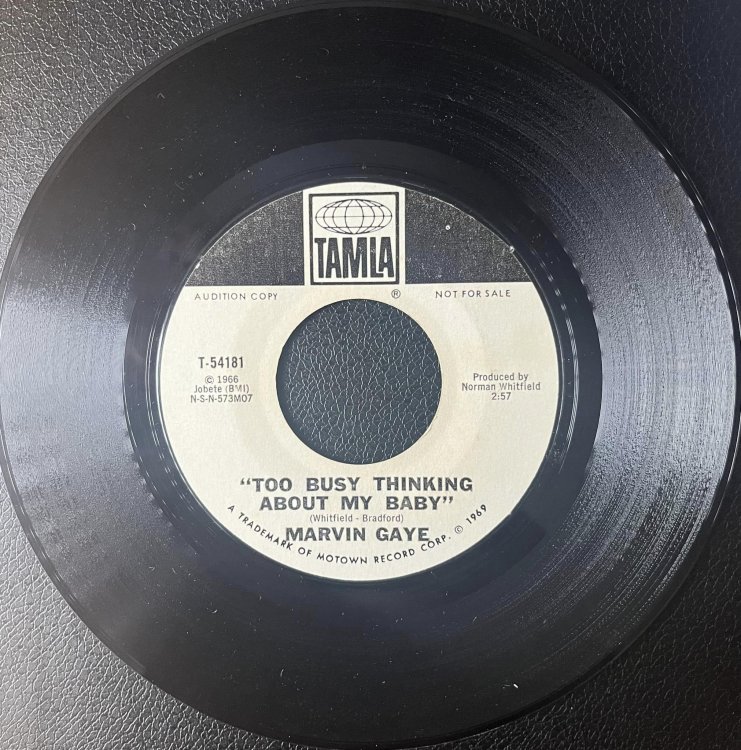 TAMLA
AUDITION COPY ® NOT FOR SALE
T-54181
© 1966
Jobete (BMI)
N-S-N-573M07
Produced by
Norman Whitfield
2:57
"TOO BUSY THINKING
ABOUT MY BABY"
(Whitfield - Bradford)
MARVIN GAYE
A TRADEMARK OF MOTOWN RECORD CORP. © 1969